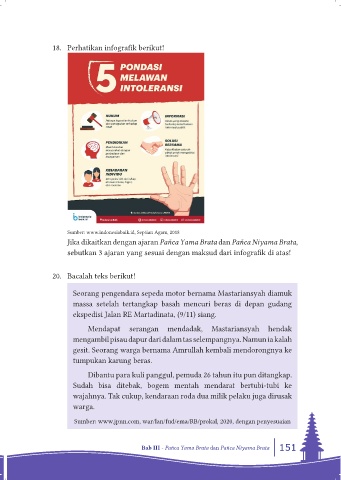 18. Perhatikan infografik berikut!
5 PONDASI
MELAWAN
INTOLERANSI
HUKUM
INFORMASI
PENDIDIKAN
SOLUSI
BERSAMA
KESADARAN
INDIVIDU
Sumber: www.indonesiabaik.id, Septian Agam, 2018
Jika dikaitkan dengan ajaran Pañca Yama Brata dan Pañca Niyama Brata,
sebutkan 3 ajaran yang sesuai dengan maksud dari infografik di atas!
20. Bacalah teks berikut!
Seorang pengendara sepeda motor bernama Mastariansyah diamuk
massa setelah tertangkap basah mencuri beras di depan gudang
ekspedisi Jalan RE Martadinata, (9/11) siang.
Mendapat serangan mendadak, Mastariansyah hendak
mengambil pisau dapur dari dalam tas selempangnya. Namun ia kalah
gesit. Seorang warga bernama Amrullah kembali mendorongnya ke
tumpukan karung beras.
Dibantu para kuli panggul, pemuda 26 tahun itu pun ditangkap.
Sudah bisa ditebak, bogem mentah mendarat bertubi-tubi ke
wajahnya. Tak cukup, kendaraan roda dua milik pelaku juga dirusak
warga.
Sumber: www.jpnn.com, war/fan/fud/ema/RB/prokal, 2020, dengan penyesuaian
Bab III - Pañca Yama Brata dan Pañca Niyama Brata 151